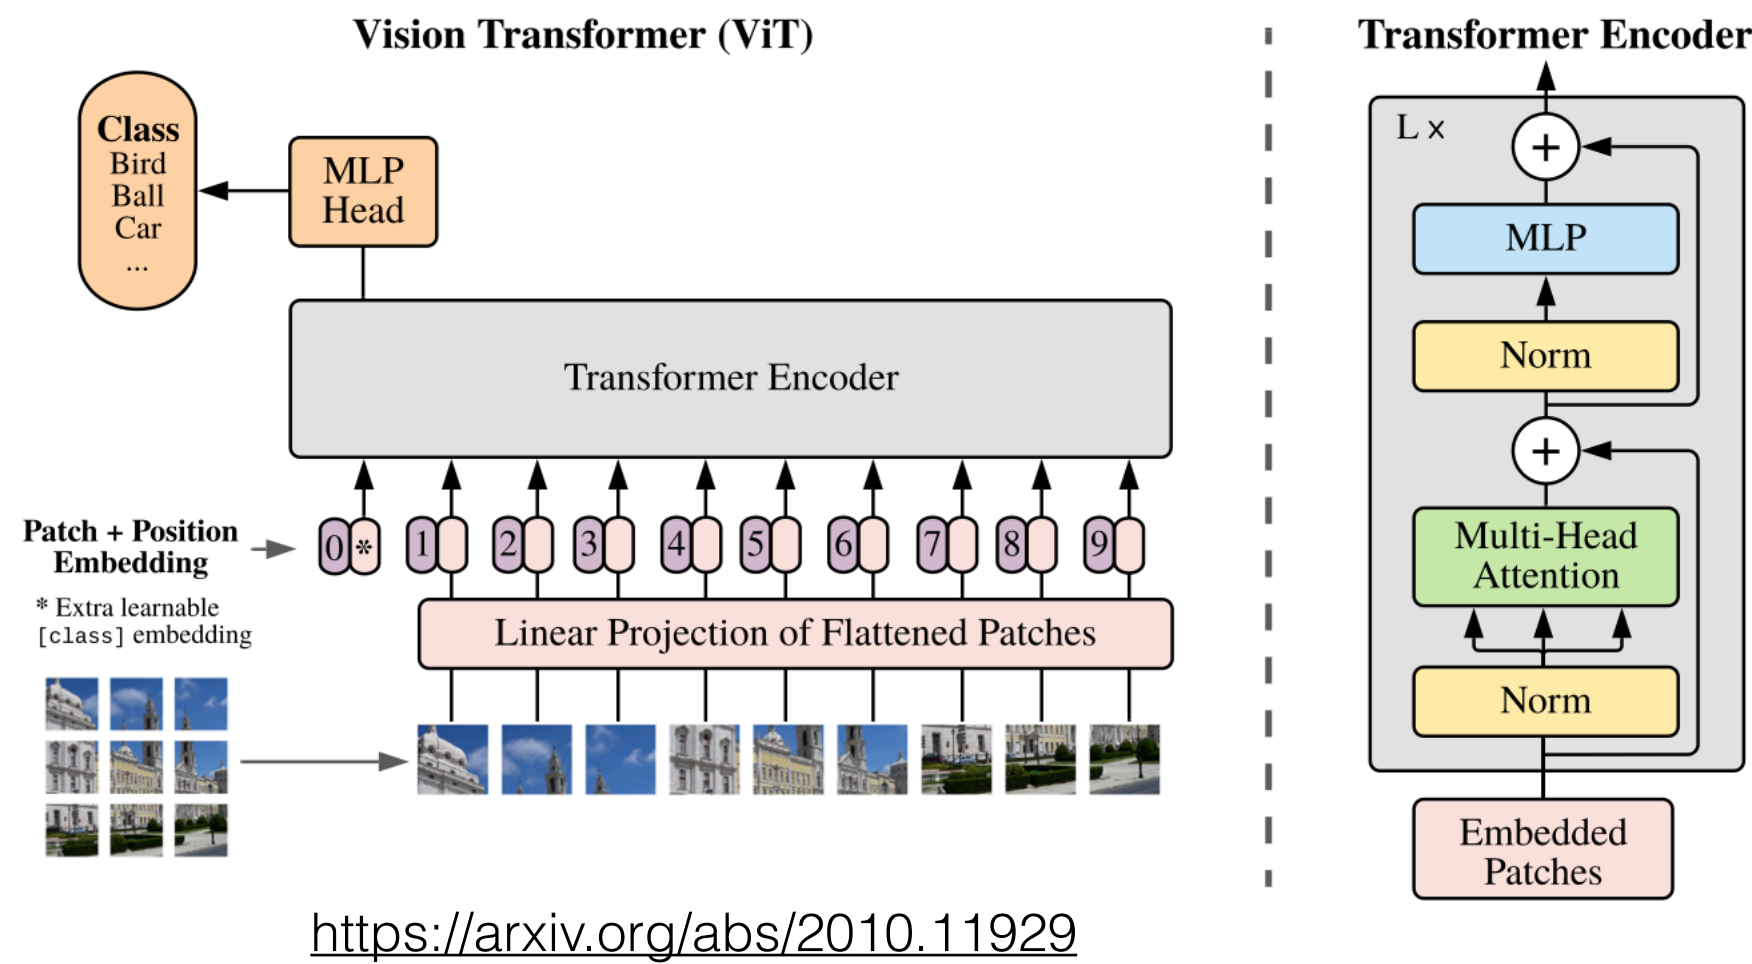 Vision Transformer (ViT)
Class
Bird
Ball
Car
...
MLP
Head
Transformer Encoder
Patch + Position
Embedding
* Extra learnable
[class] embedding
0 * 1 2 3 4 5 6 7 8 9
Linear Projection of Flattened Patches
Transformer Encoder
L ×
+
MLP
Norm
+
Multi-Head
Attention
Norm
Embedded
Patches
https://arxiv.org/abs/2010.11929